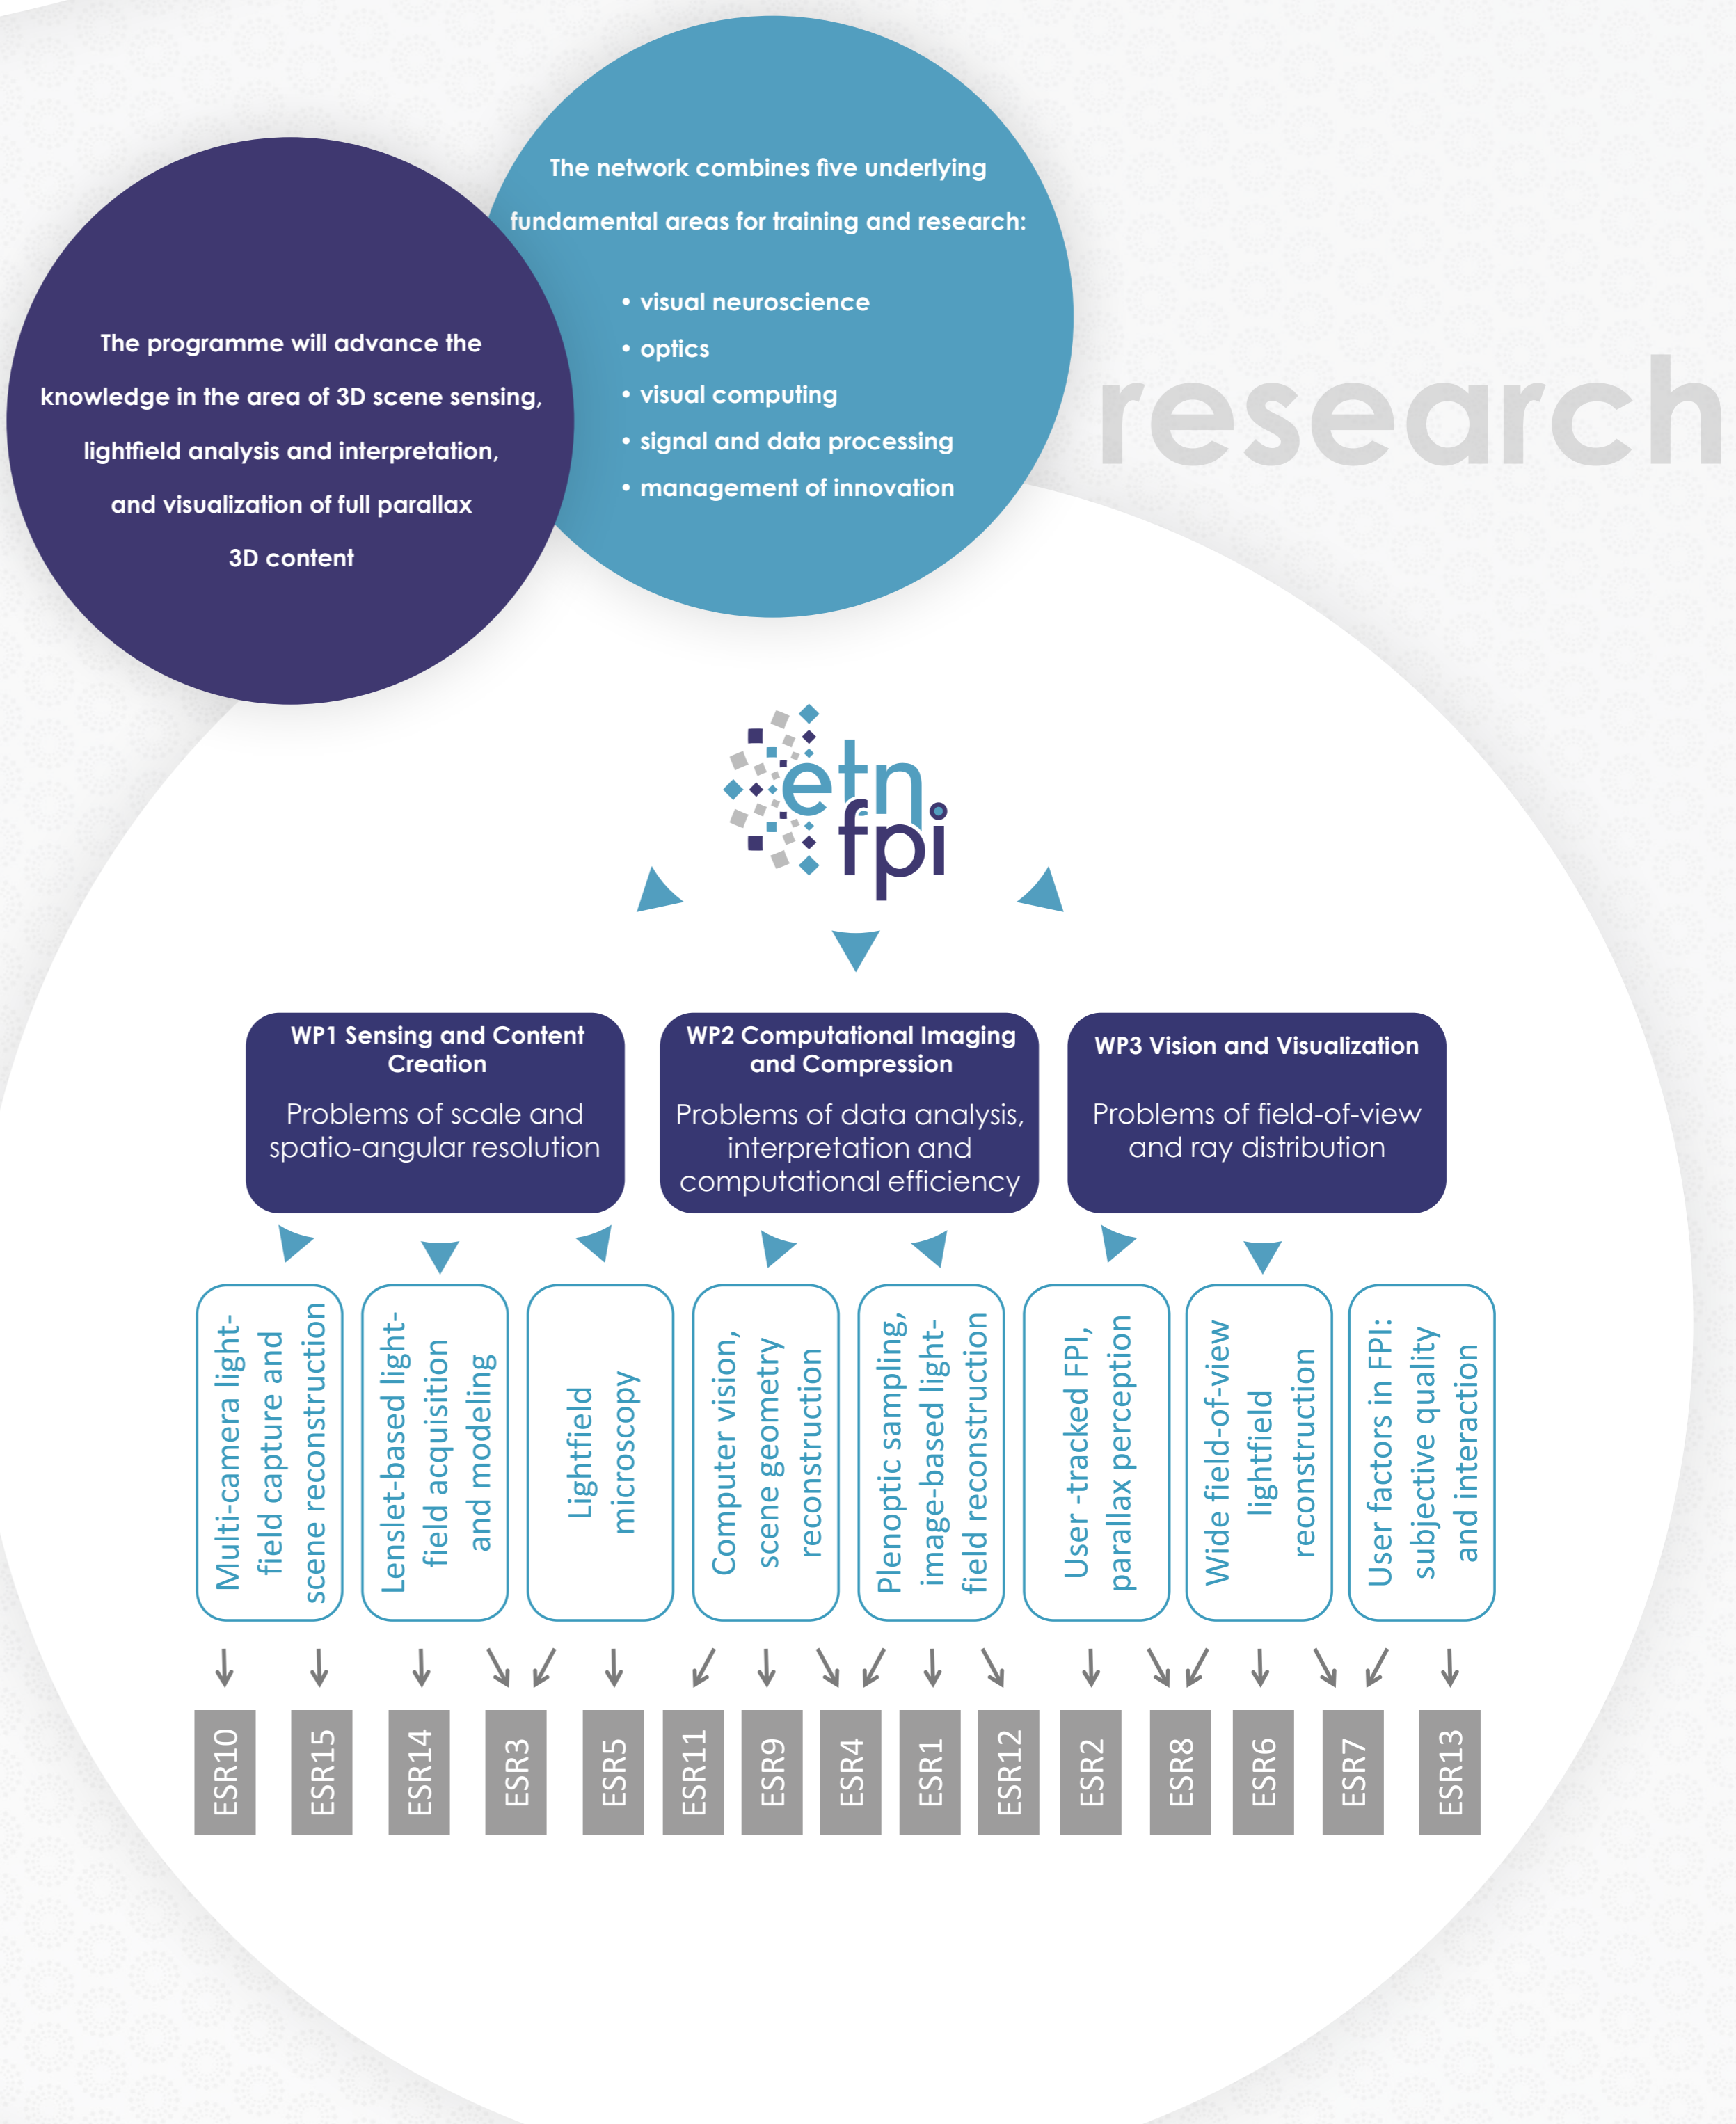 The network combines five underlying
fundamental areas for training and research:
• visual neuroscience
• optics
• visual computing
• signal and data processing
• management of innovation
The programme will advance the
knowledge in the area of 3D scene sensing,
lightfield analysis and interpretation,
and visualization of full parallax
3D content
research
etn
fpi
WP1 Sensing and Content
Creation
Problems of scale and
spatio-angular resolution
WP2 Computational Imaging
and Compression
Problems of data analysis,
interpretation and
computational efficiency
WP3 Vision and Visualization
Problems of field-of-view
and ray distribution
Multi-camera light-
field capture and
scene reconstruction
Lenslet-based light-
field acquisition
and modeling
Lightfield
microscopy
Computer vision,
scene geometry
reconstruction
Plenoptic sampling,
image-based light-
field reconstruction
User -tracked FPI,
parallax perception
Wide field-of-view
lightfield
reconstruction
User factors in FPI:
subjective quality
and interaction
ESR10
ESR15
ESR14
ESR3
ESR5
ESR11
ESR9
ESR4
ESR1
ESR12
ESR2
ESR8
ESR6
ESR7
ESR13